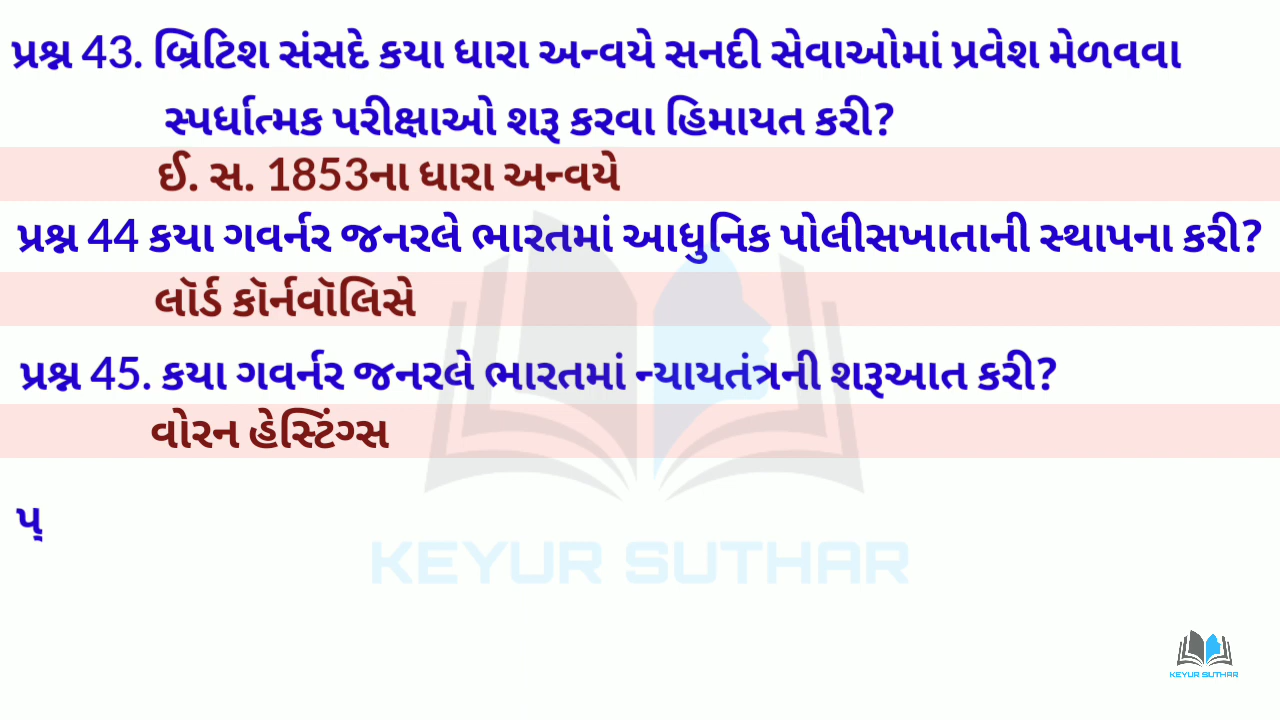 પ્રશ્ન 43. બ્રિટિશ સંસદે કયા ધારા અન્વયે સનદી સેવાઓમાં પ્રવેશ મેળવવા
સ્પર્ધાત્મક પરીક્ષાઓ શરૂ કરવા હિમાયત કરી?
ઈ. સ. 1853ના ધારા અન્વયે
પ્રશ્ન 44 કયા ગવર્નર જનરલે ભારતમાં આધુનિક પોલીસખાતાની સ્થાપના કરી?
લૉર્ડ કૉર્નવૉલિસે
પ્રશ્ન 45. કયા ગવર્નર જનરલે ભારતમાં ન્યાયતંત્રની શરૂઆત કરી?
વોરન હેસ્ટિંગ્સ
પ્
KEYUR SUTHAR
KEYUR SUTHAR